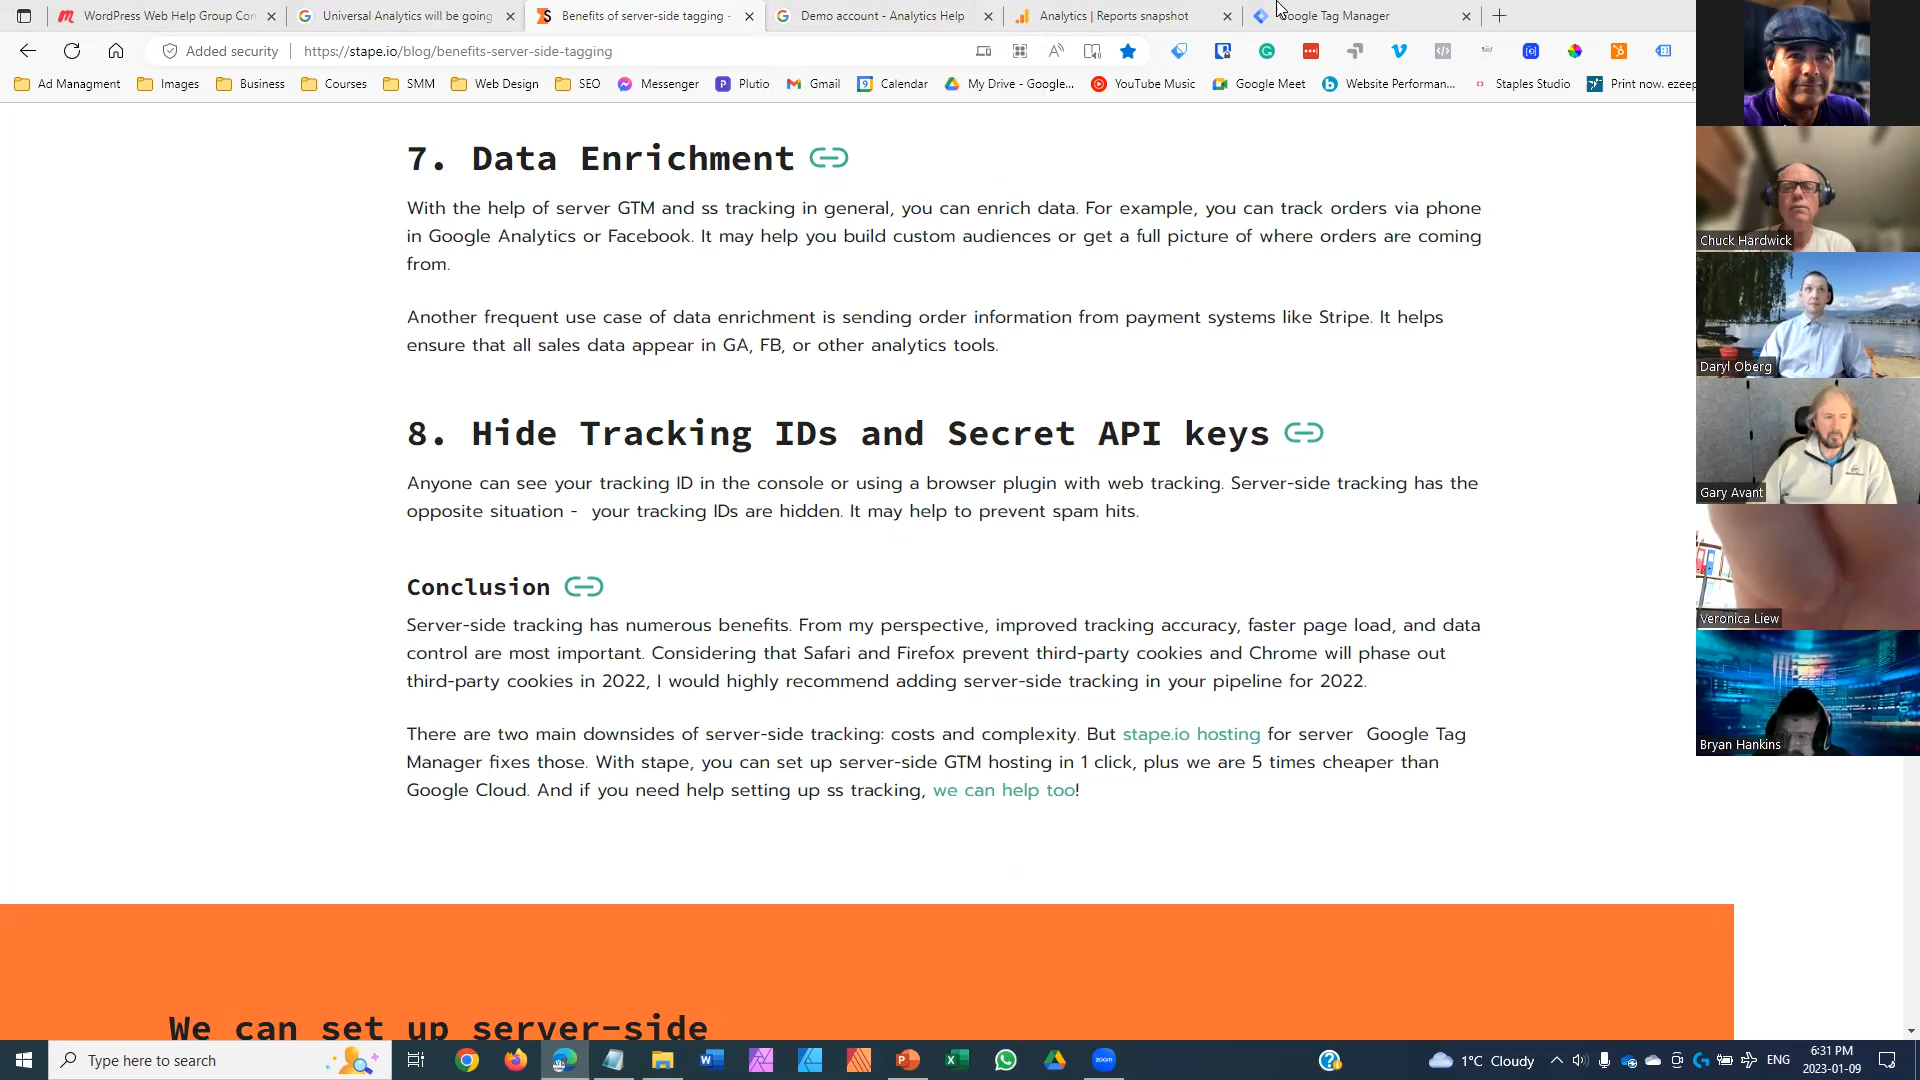 WordPress Web Help Group Con
Universal Analytics will be going
Benefits of server-side tagging -
Demo account - Analytics Help
Analytics | Reports snapshot
Google Tag Manager
Added security
https://stape.io/blog/benefits-server-side-tagging
Ad Managment
Images
Business
Courses
SMM
Web Design
SEO
Messenger
Plutio
Gmail
Calendar
My Drive - Google...
YouTube Music
Google Meet
Website Performan...
Staples Studio
Print now. ezeep
7. Data Enrichment
With the help of server GTM and ss tracking in general, you can enrich data. For example, you can track orders via phone
in Google Analytics or Facebook. It may help you build custom audiences or get a full picture of where orders are coming
from.
Another frequent use case of data enrichment is sending order information from payment systems like Stripe. It helps
ensure that all sales data appear in GA, FB, or other analytics tools.
8. Hide Tracking IDs and Secret API keys
Anyone can see your tracking ID in the console or using a browser plugin with web tracking. Server-side tracking has the
opposite situation -  your tracking IDs are hidden. It may help to prevent spam hits.
Conclusion
Server-side tracking has numerous benefits. From my perspective, improved tracking accuracy, faster page load, and data
control are most important. Considering that Safari and Firefox prevent third-party cookies and Chrome will phase out
third-party cookies in 2022, I would highly recommend adding server-side tracking in your pipeline for 2022.
There are two main downsides of server-side tracking: costs and complexity. But stape.io hosting for server  Google Tag
Manager fixes those. With stape, you can set up server-side GTM hosting in 1 click, plus we are 5 times cheaper than
Google Cloud. And if you need help setting up ss tracking, we can help too!
We can set up server-side
Chuck Hardwick
Daryl Oberg
Gary Avant
Veronica Liew
Bryan Hankins
Type here to search
zoom
1°C Cloudy
ENG
6:31 PM
2023-01-09